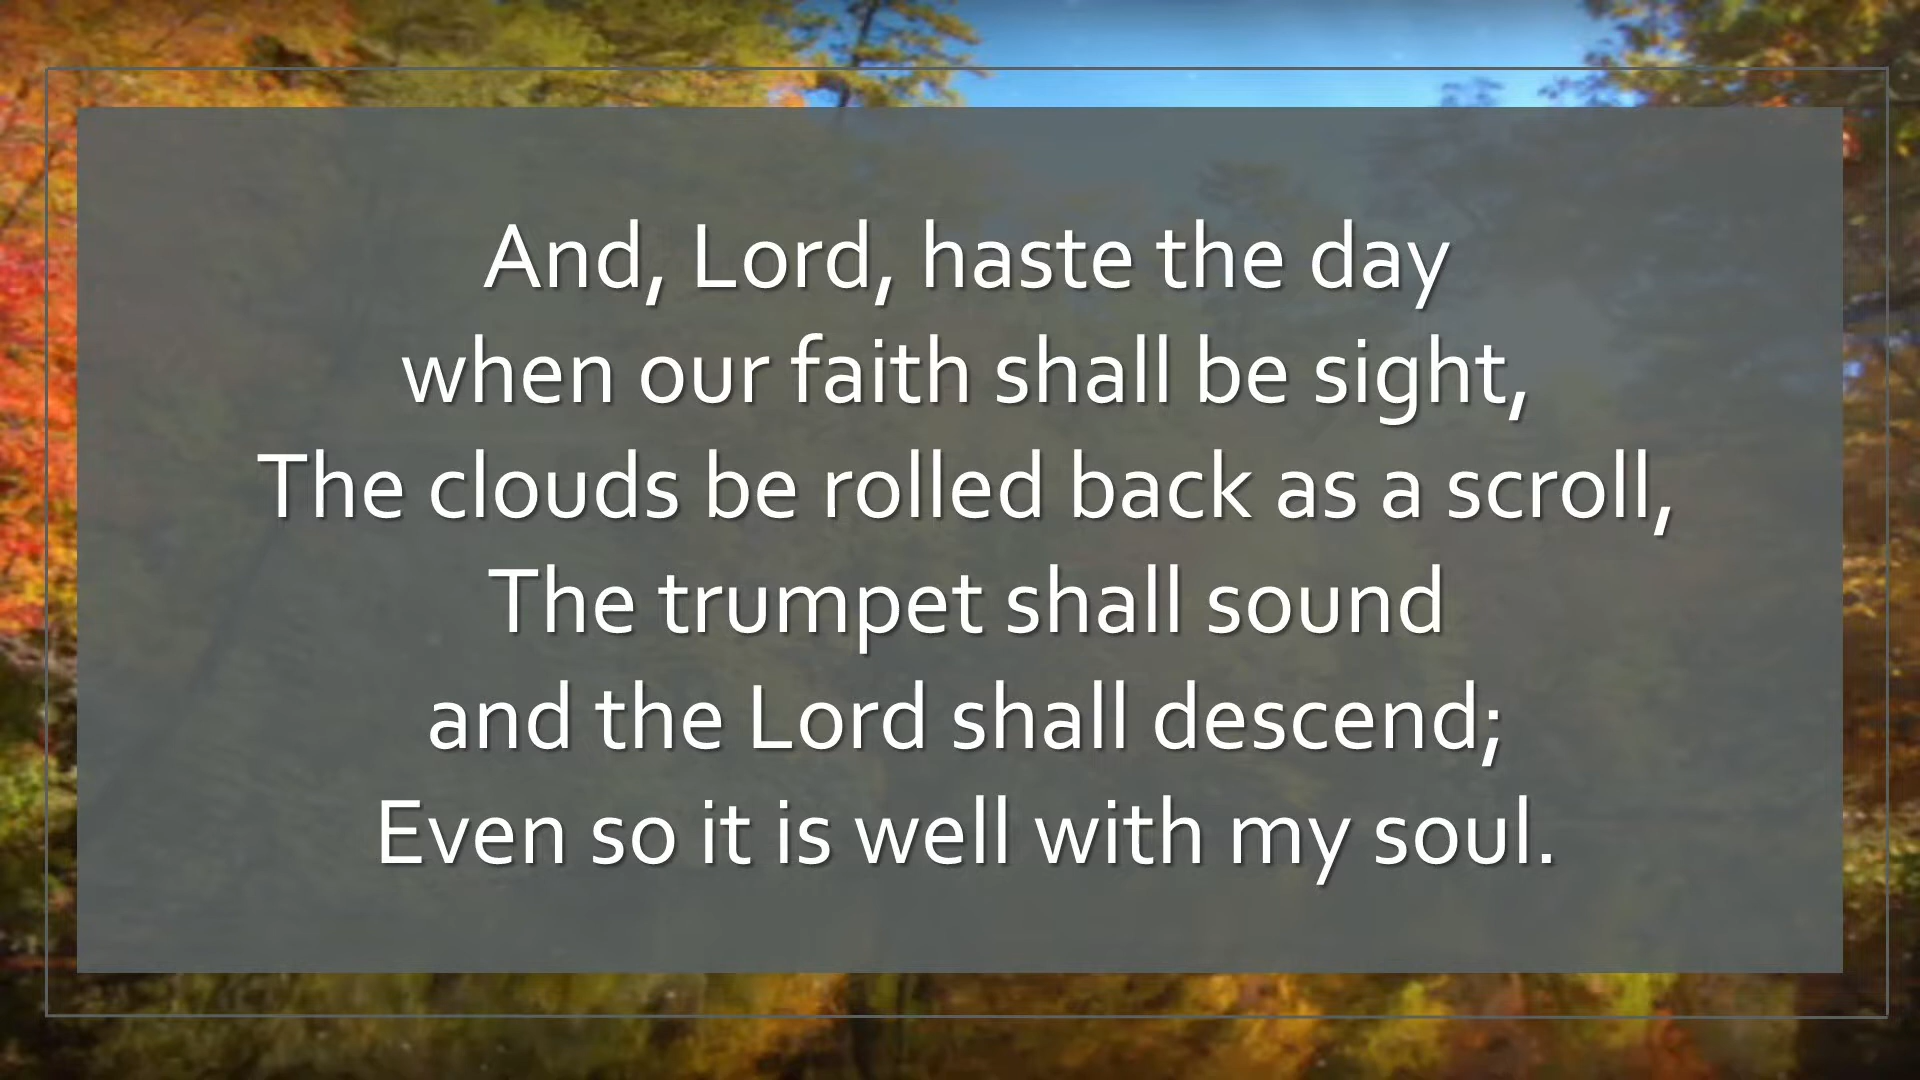 And, Lord, haste the day
when our faith shall be sight,
The clouds be rolled back as a scroll,
The trumpet shall sound
and the Lord shall descend;
Even so it is well with my soul.